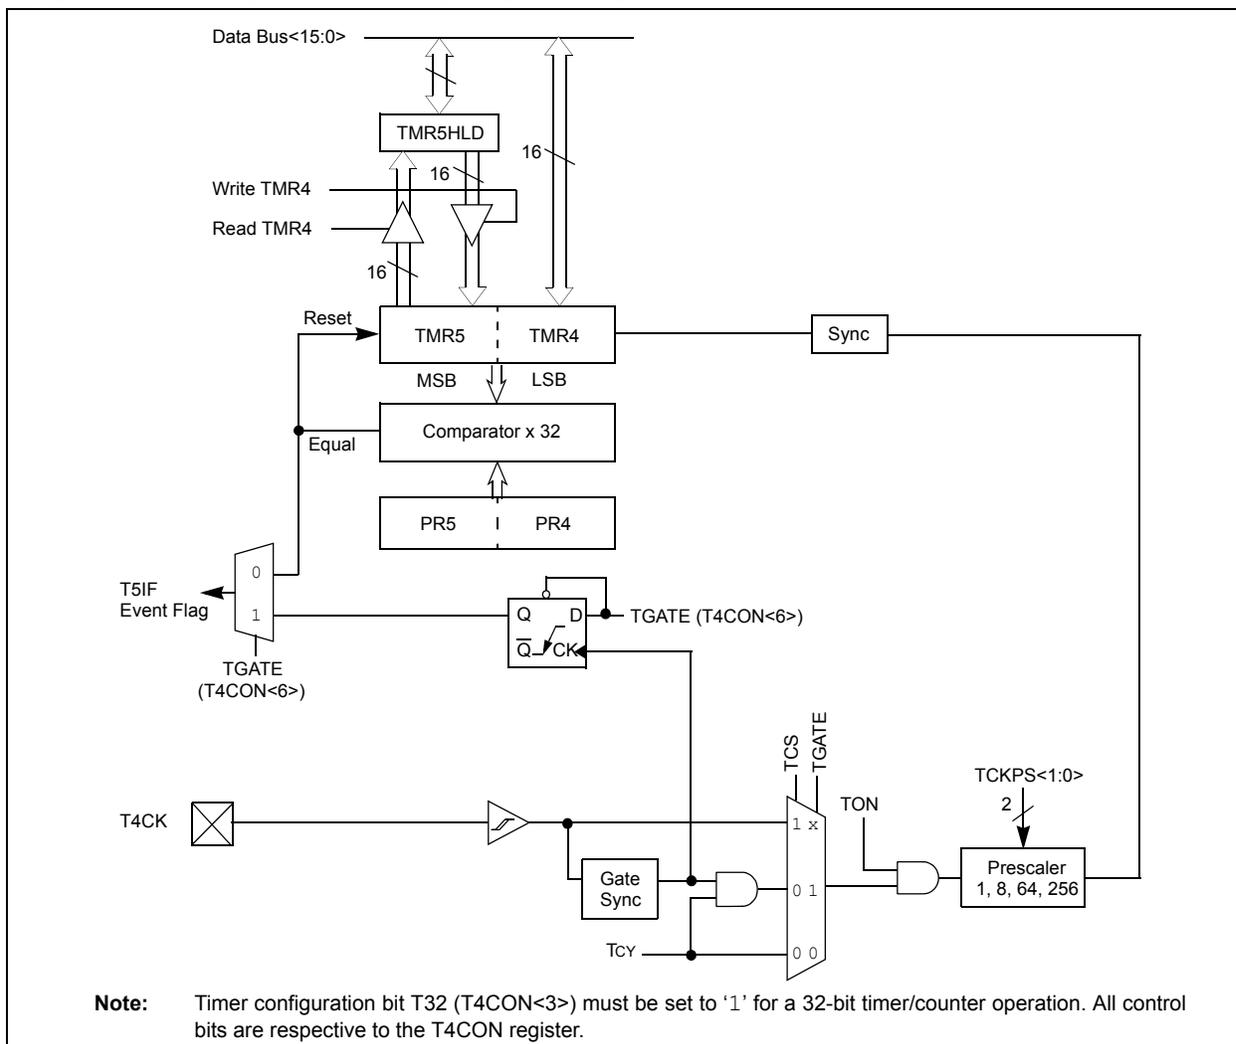 Data Bus<15:0>
TMR5HLD
16
16
Write TMR4
Read TMR4
16
Reset
TMR5
TMR4
Sync
MSB
LSB
Comparator x 32
Equal
PR5
PR4
0
T5IF
Event Flag
1
Q
D
TGATE (T4CON<6>)
Q̅
CK
TGATE
(T4CON<6>)
TCS
TGATE
TCKPS<1:0>
2
TON
T4CK
1 x
Prescaler
1, 8, 64, 256
Gate
Sync
0 1
TCY
0 0
Note: Timer configuration bit T32 (T4CON<3>) must be set to ‘1’ for a 32-bit timer/counter operation. All control
bits are respective to the T4CON register.